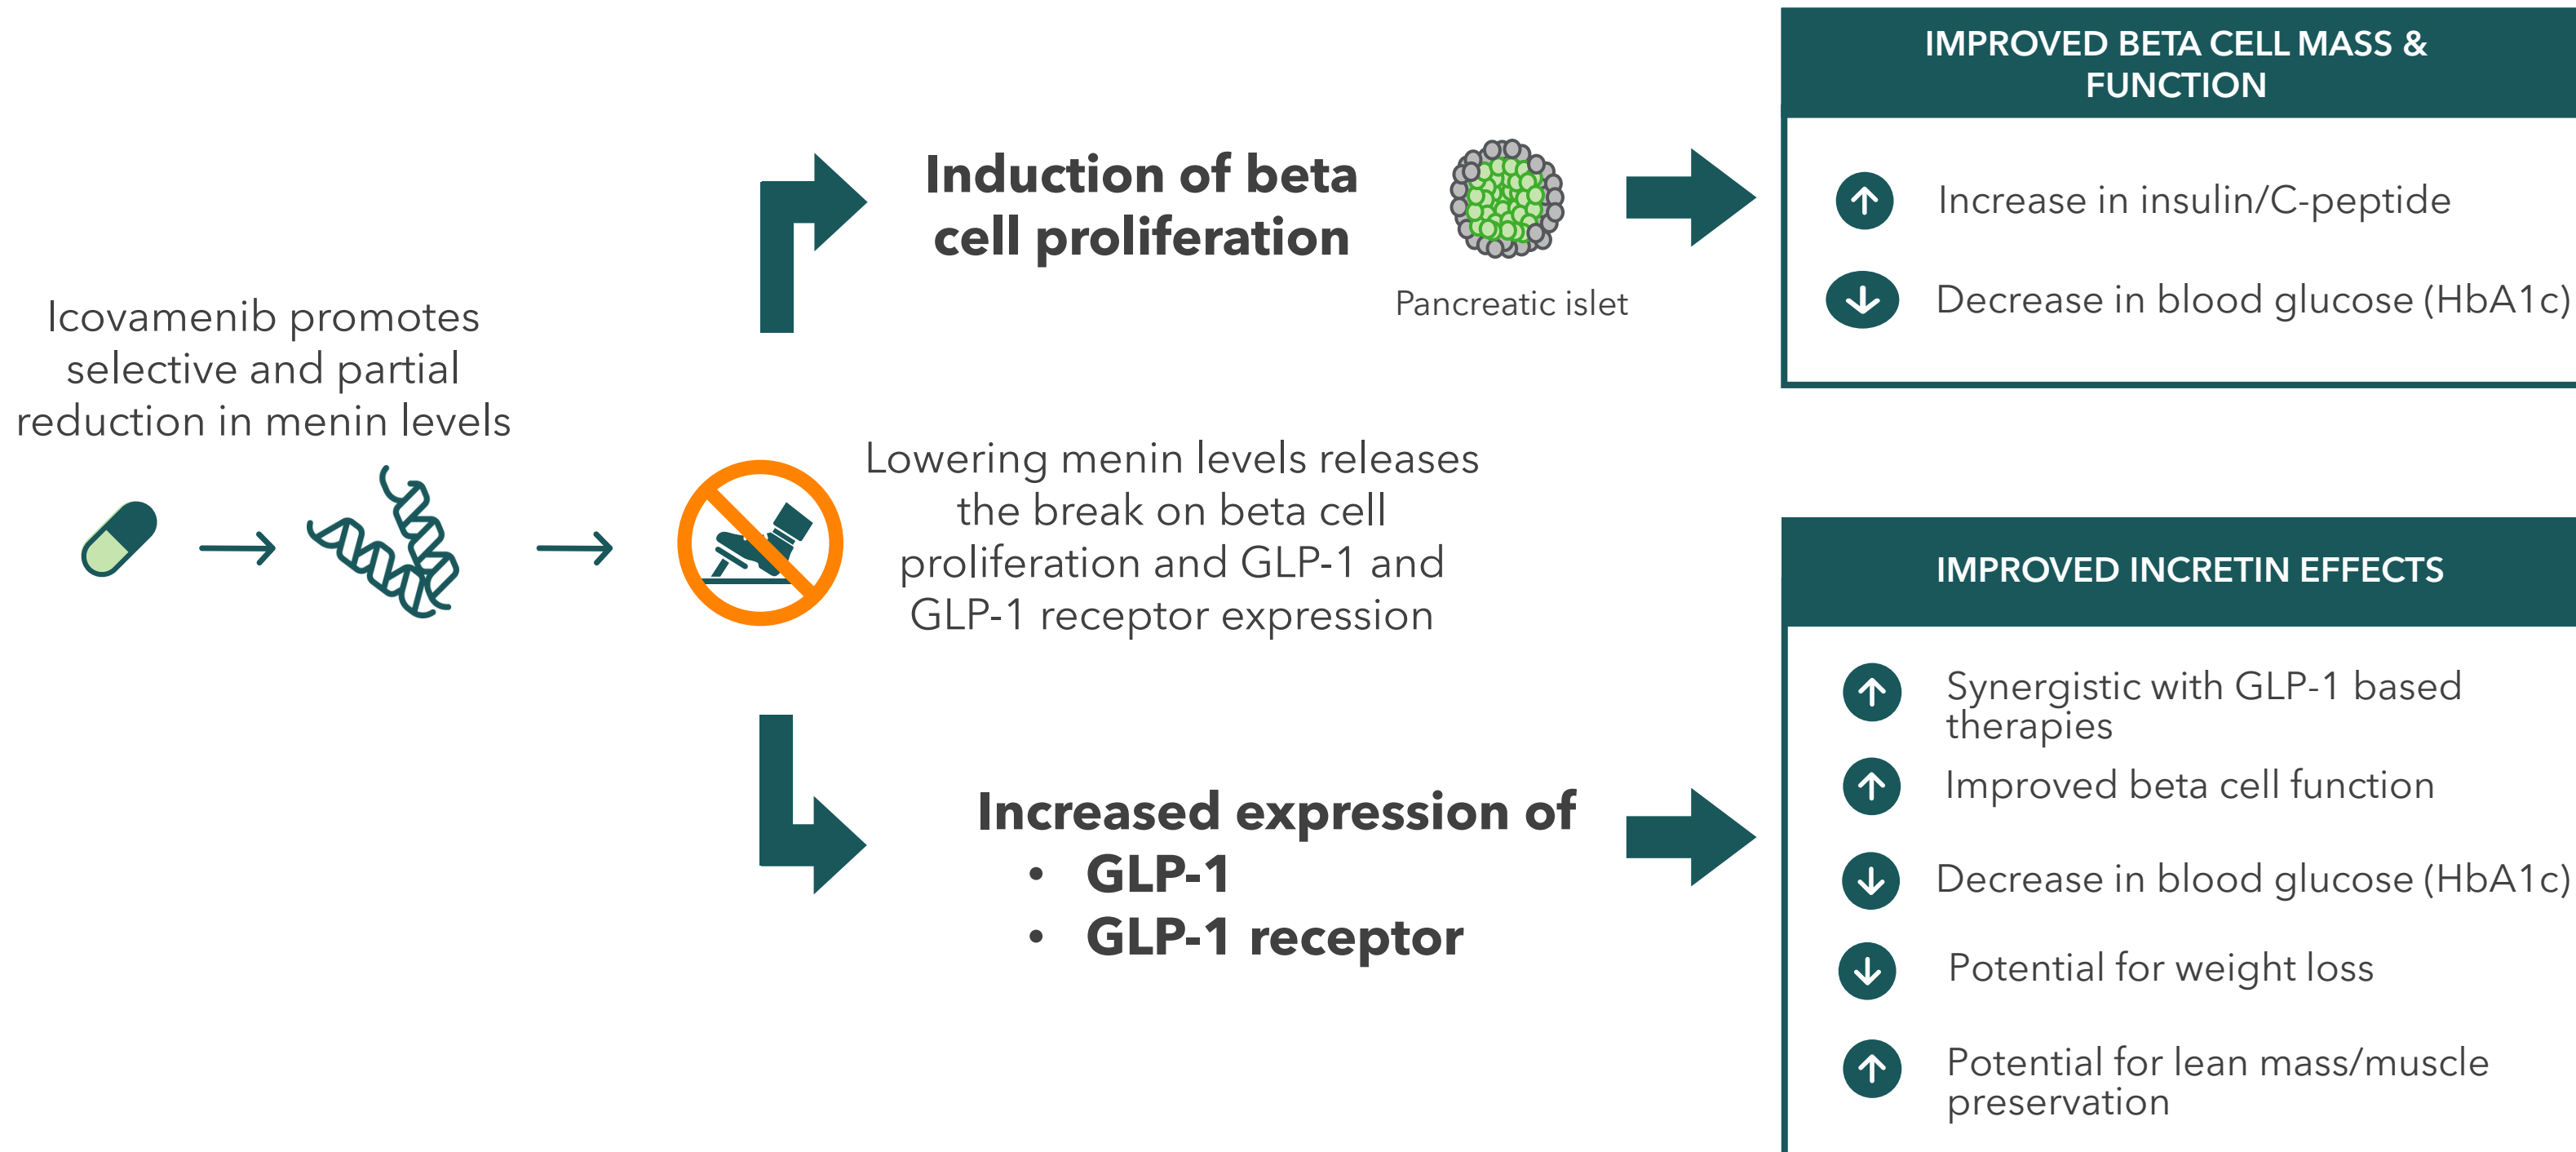 Icovamenib promotes
selective and partial
reduction in menin levels
Induction of beta
cell proliferation
Pancreatic islet
Lowering menin levels releases
the break on beta cell
proliferation and GLP-1 and
GLP-1 receptor expression
Increased expression of
• GLP-1
• GLP-1 receptor
IMPROVED BETA CELL MASS &
FUNCTION
Increase in insulin/C-peptide
Decrease in blood glucose (HbA1c)
IMPROVED INCRETIN EFFECTS
Synergistic with GLP-1 based
therapies
Improved beta cell function
Decrease in blood glucose (HbA1c)
Potential for weight loss
Potential for lean mass/muscle
preservation